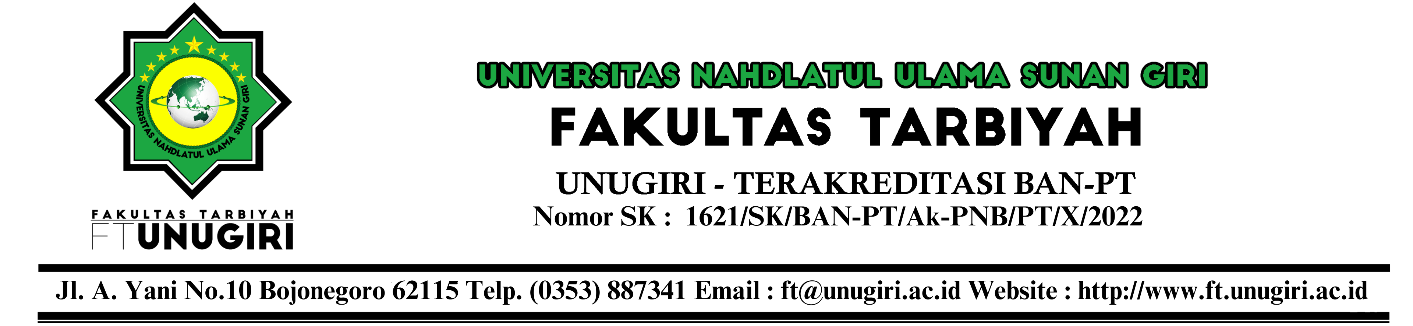 UNIVERSITAS NAHDLATUL ULAMA SUNAN GIRI
FAKULTAS TARBIYAH
FT UNUGIRI
UNIVERSITAS NAHDLATUL ULAMA SUNAN GIRI
FAKULTAS TARBIYAH
UNUGIRI - TERAKREDITASI BAN-PT
Nomor SK : 1621/SK/BAN-PT/Ak-PNB/PT/X/2022
Jl. A. Yani No.10 Bojonegoro 62115 Telp. (0353) 887341 Email : ft@unugiri.ac.id Website : http://www.ft.unugiri.ac.id